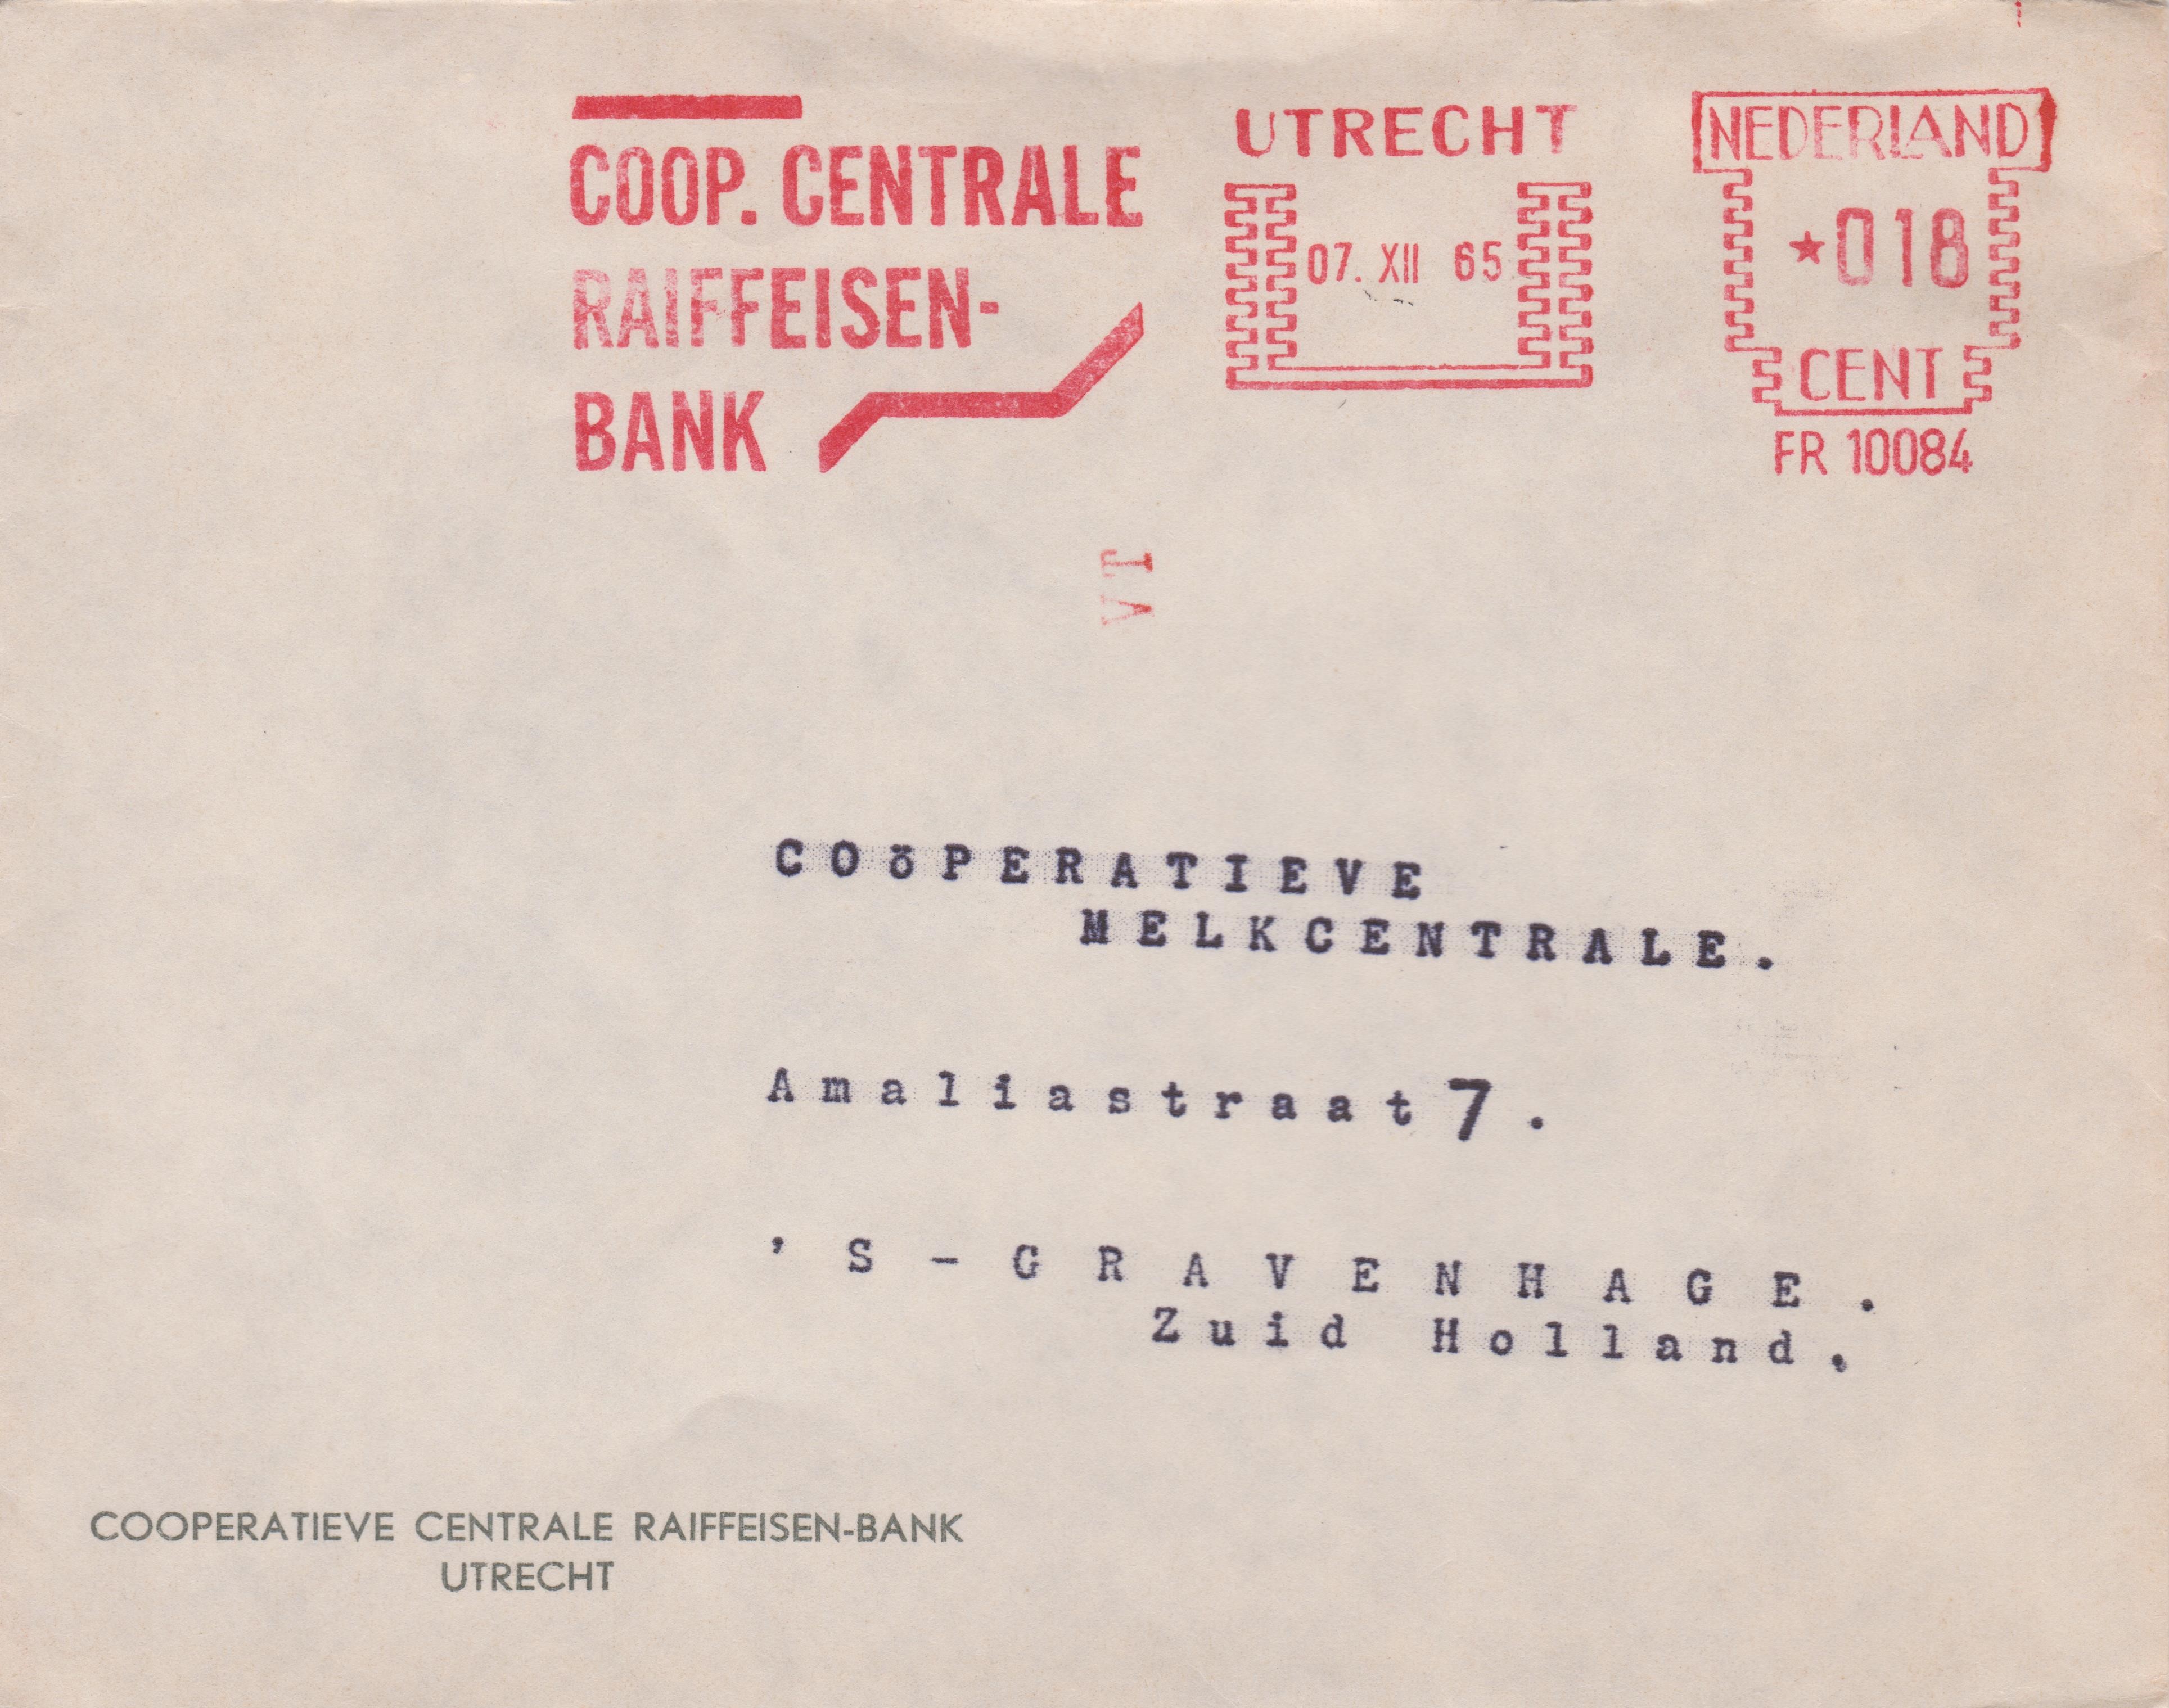 COOP. CENTRALE
RAIFFEISEN-
BANK
UTRECHT
07. XII 65
NEDERLAND
*018
CENT
FR 10084
VT
COöPERATIEVE
MELKCENTRALE.
Amaliastraat 7.
'S-GRAVENHAGE.
Zuid Holland.
COOPERATIEVE CENTRALE RAIFFEISEN-BANK
UTRECHT